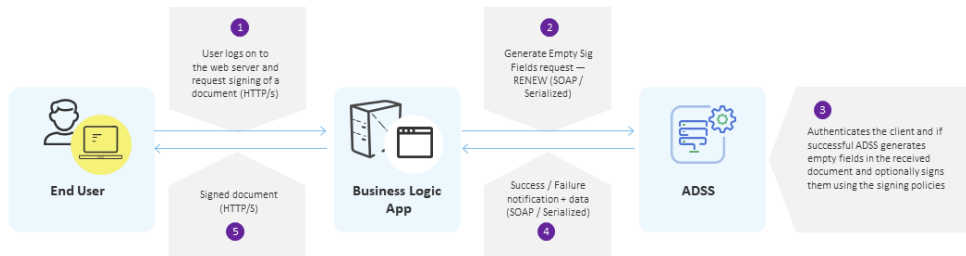 1
User logs on to
the web server and
request signing of a
document (HTTP/s)
2
Generate Empty Sig
Fields request —
RENEW (SOAP /
Serialized)
3
Authenticates the client and if
successful ADSS generates
empty fields in the received
document and optionally signs
them using the signing policies
End User
Business Logic
App
ADSS
Signed document
(HTTP/S)
5
Success / Failure
notification + data
(SOAP / Serialized)
4